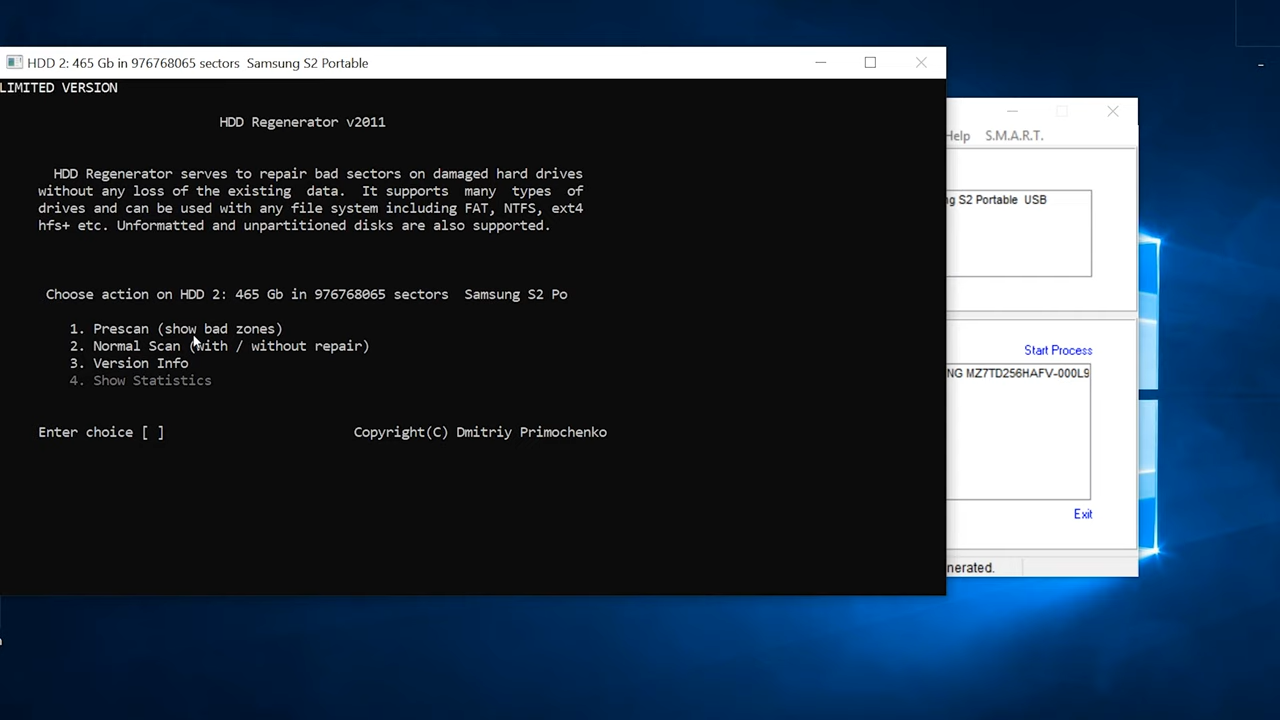 HDD 2: 465 Gb in 976768065 sectors  Samsung S2 Portable
LIMITED VERSION
HDD Regenerator v2011
HDD Regenerator serves to repair bad sectors on damaged hard drives
without any loss of the existing data. It supports many types of
drives and can be used with any file system including FAT, NTFS, ext4
hfs+ etc. Unformatted and unpartitioned disks are also supported.
Choose action on HDD 2: 465 Gb in 976768065 sectors  Samsung S2 Po
1. Prescan (show bad zones)
2. Normal Scan (with / without repair)
3. Version Info
4. Show Statistics
Enter choice [ ]
Copyright(C) Dmitriy Primochenko
Help S.M.A.R.T.
ng S2 Portable USB
Start Process
NG MZ7TD256HAFV-000L9
Exit
nerated.